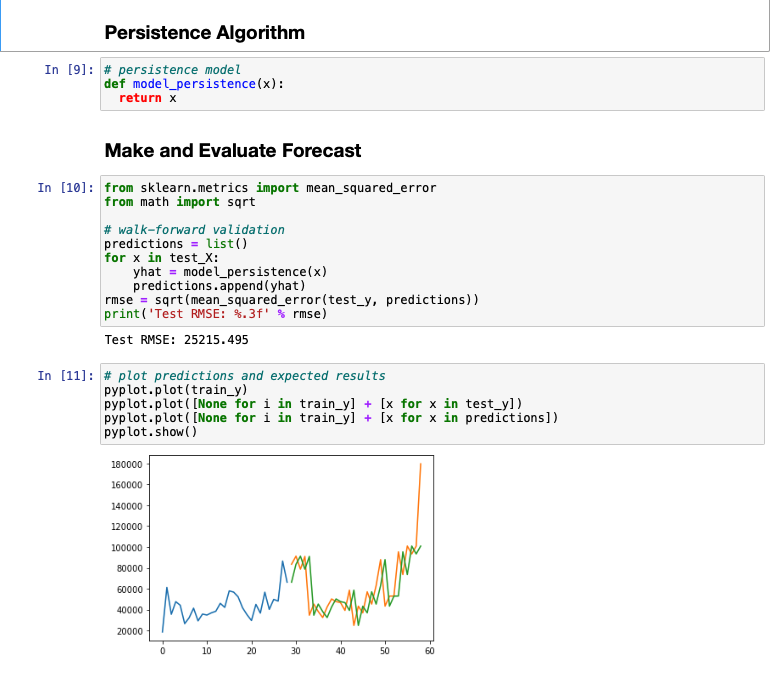 Persistence Algorithm
In [9]: # persistence model
def model_persistence(x):
  return x
Make and Evaluate Forecast
In [10]: from sklearn.metrics import mean_squared_error
from math import sqrt
# walk-forward validation
predictions = list()
for x in test_X:
    yhat = model_persistence(x)
    predictions.append(yhat)
rmse = sqrt(mean_squared_error(test_y, predictions))
print('Test RMSE: %.3f' % rmse)
Test RMSE: 25215.495
In [11]: # plot predictions and expected results
pyplot.plot(train_y)
pyplot.plot([None for i in train_y] + [x for x in test_y])
pyplot.plot([None for i in train_y] + [x for x in predictions])
pyplot.show()
180000
160000
140000
120000
100000
80000
60000
40000
20000
0 10 20 30 40 50 60